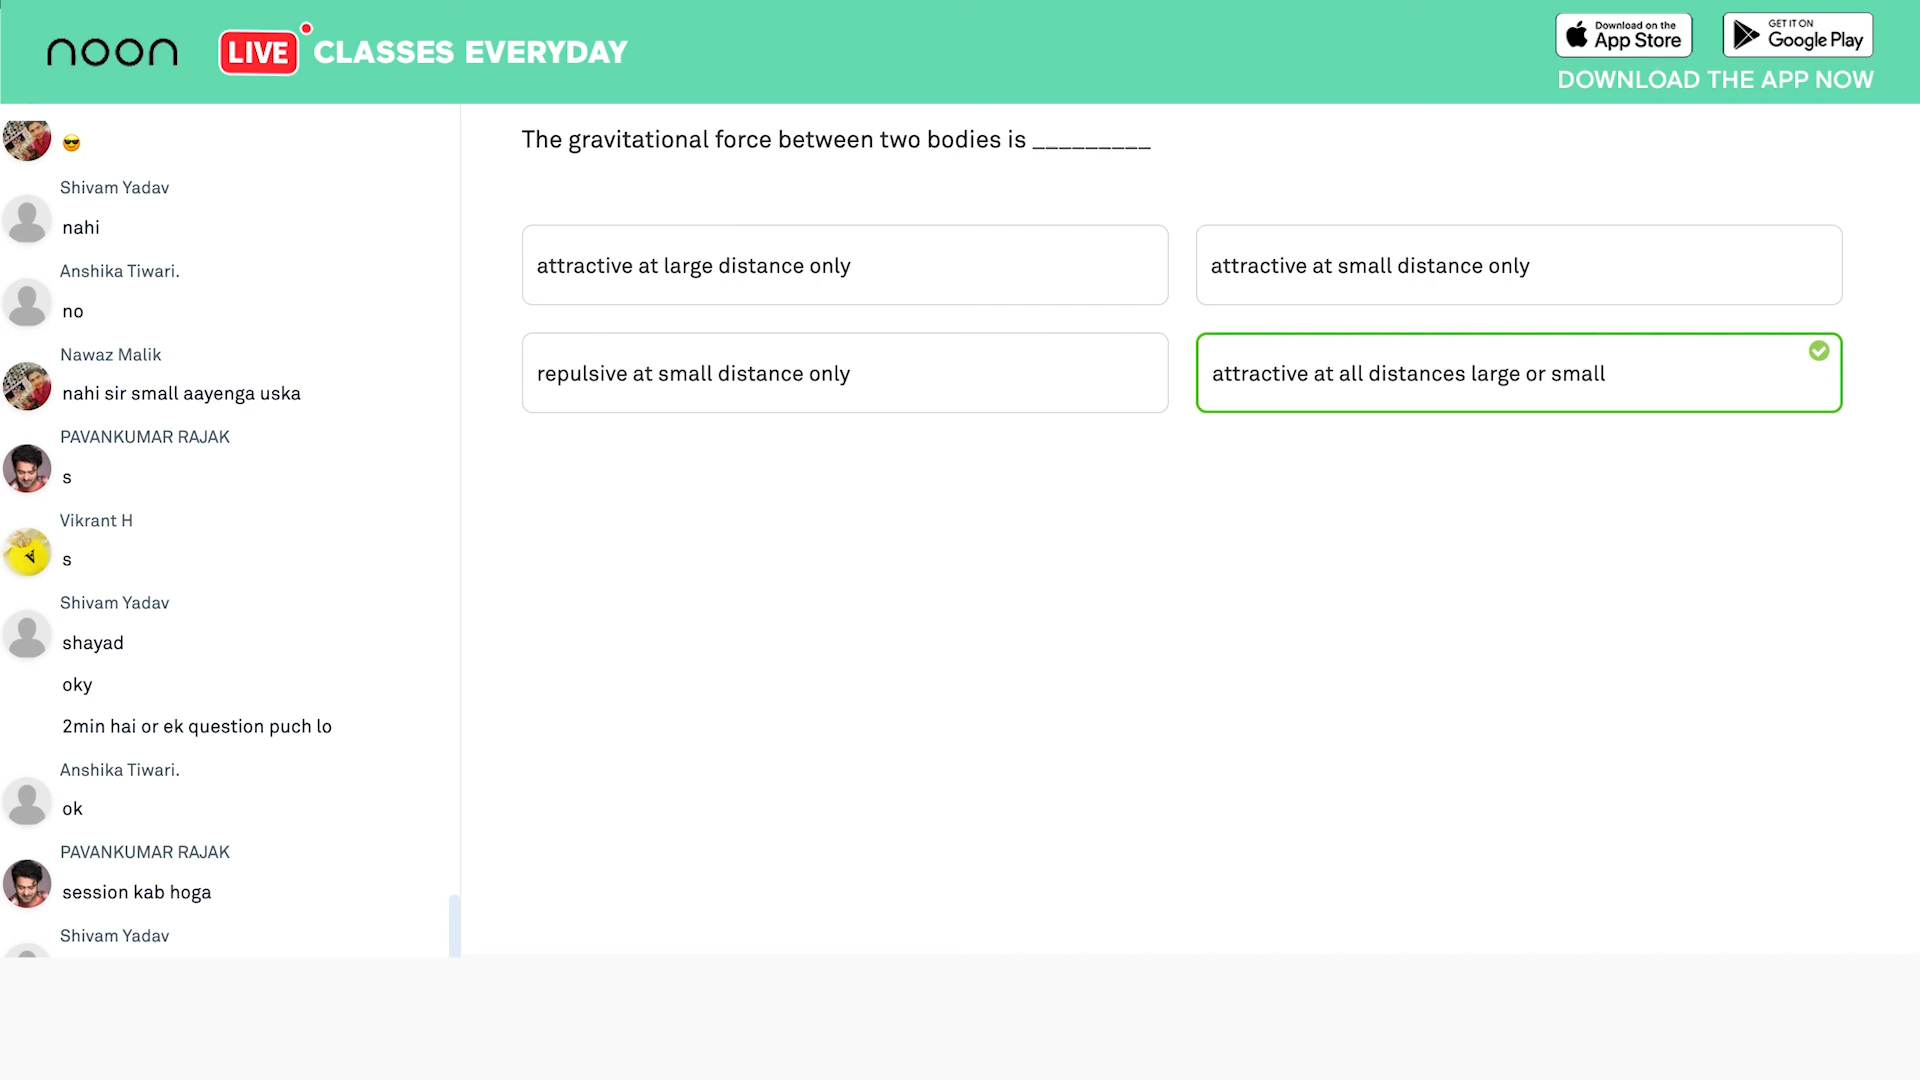 noon
LIVE CLASSES EVERYDAY
Download on the
App Store
GET IT ON
Google Play
DOWNLOAD THE APP NOW
Shivam Yadav
nahi
Anshika Tiwari.
no
Nawaz Malik
nahi sir small aayenga uska
PAVANKUMAR RAJAK
s
Vikrant H
s
Shivam Yadav
shayad
oky
2min hai or ek question puch lo
Anshika Tiwari.
ok
PAVANKUMAR RAJAK
session kab hoga
Shivam Yadav
The gravitational force between two bodies is _________
attractive at large distance only
attractive at small distance only
repulsive at small distance only
attractive at all distances large or small